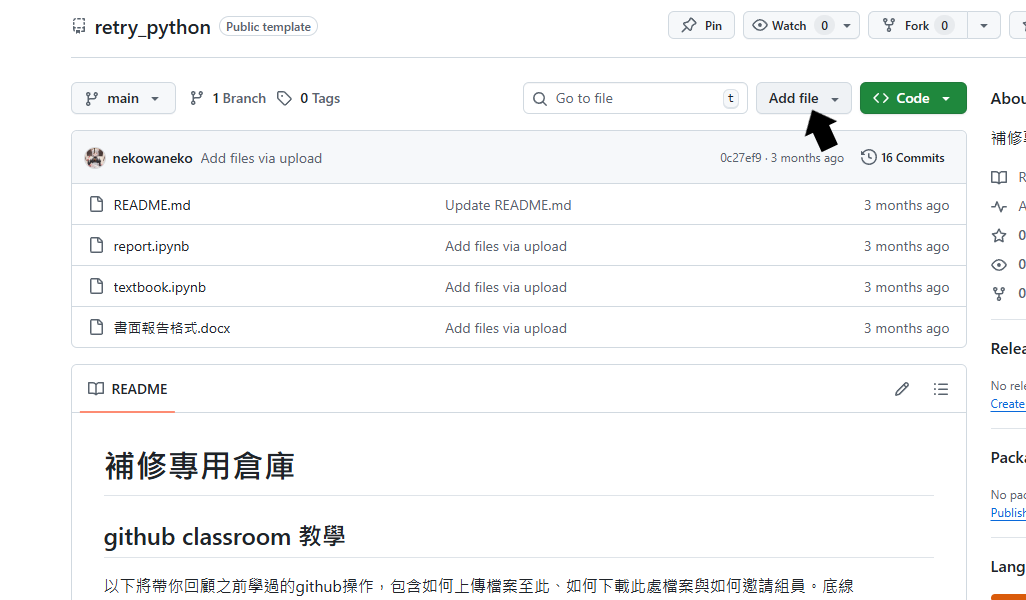 retry_python Public template Pin Watch 0 Fork 0
main 1 Branch 0 Tags Go to file t Add file Code
nekowaneko Add files via upload 0c27ef9 · 3 months ago 16 Commits
README.md Update README.md 3 months ago
report.ipynb Add files via upload 3 months ago
textbook.ipynb Add files via upload 3 months ago
書面報告格式.docx Add files via upload 3 months ago
README
補修專用倉庫
github classroom 教學
以下將帶你回顧之前學過的github操作，包含如何上傳檔案至此、如何下載此處檔案與如何邀請組員。底線
Abou
補修
R
A
0
0
0
Relea
No rele
Create
Packa
No pac
Publish
Lang